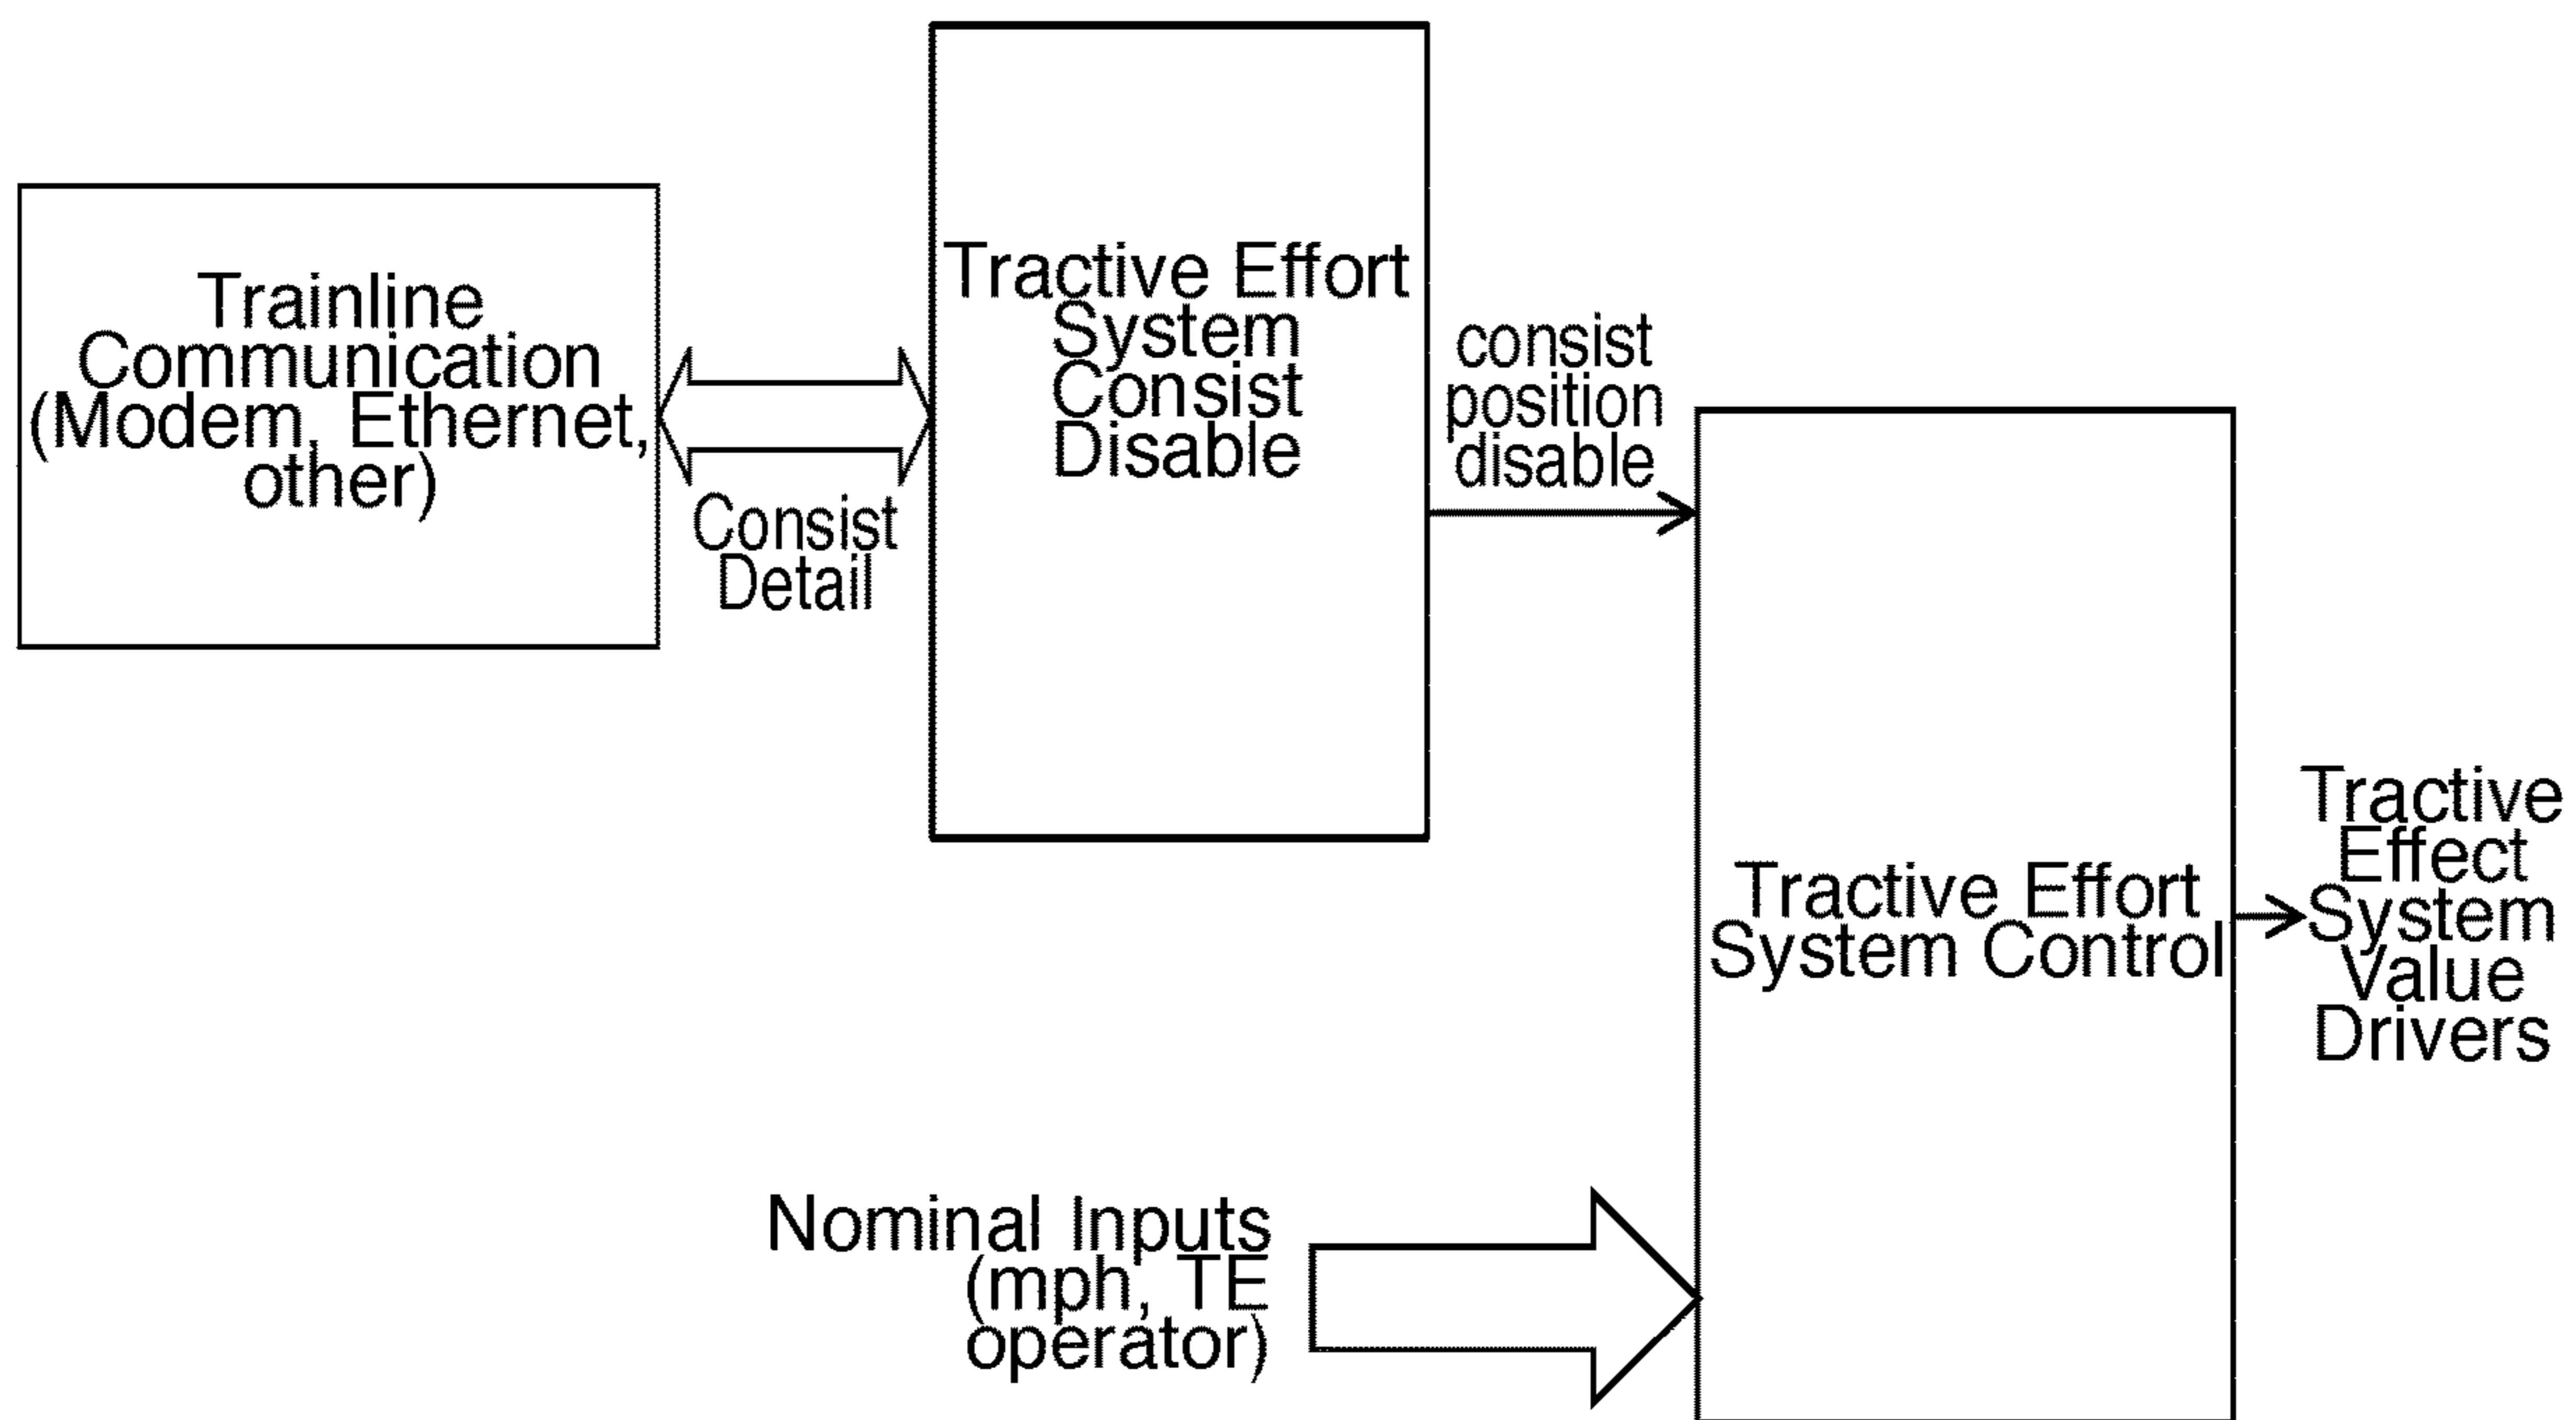 Trainline
Communication
(Modem, Ethernet,
other)
Consist
Detail
Tractive Effort
System
Consist
Disable
consist
position
disable
Tractive Effort
System Control
Tractive
Effect
System
Value
Drivers
Nominal Inputs
(mph, TE
operator)